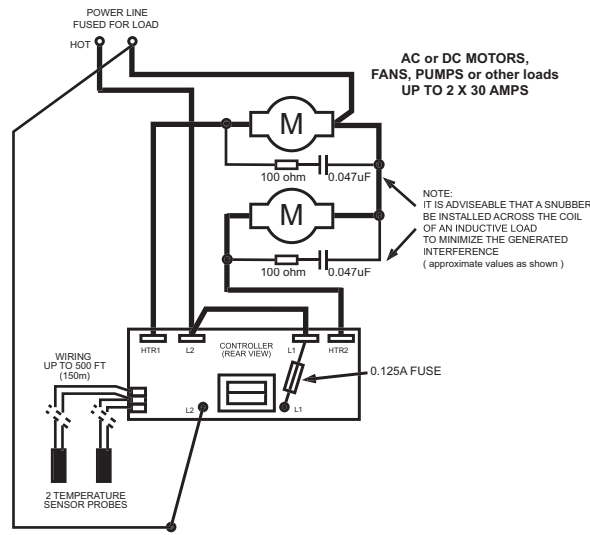 POWER LINE
FUSED FOR LOAD
HOT
AC or DC MOTORS,
FANS, PUMPS or other loads
UP TO 2 X 30 AMPS
M
100 ohm
0.047uF
M
100 ohm
0.047uF
NOTE:
IT IS ADVISEABLE THAT A SNUBBER
BE INSTALLED ACROSS THE COIL
OF AN INDUCTIVE LOAD
TO MINIMIZE THE GENERATED
INTERFERENCE
( approximate values as shown )
HTR1
L2
CONTROLLER
(REAR VIEW)
L1
HTR2
WIRING
UP TO 500 FT
(150m)
0.125A FUSE
L2
L1
2 TEMPERATURE
SENSOR PROBES